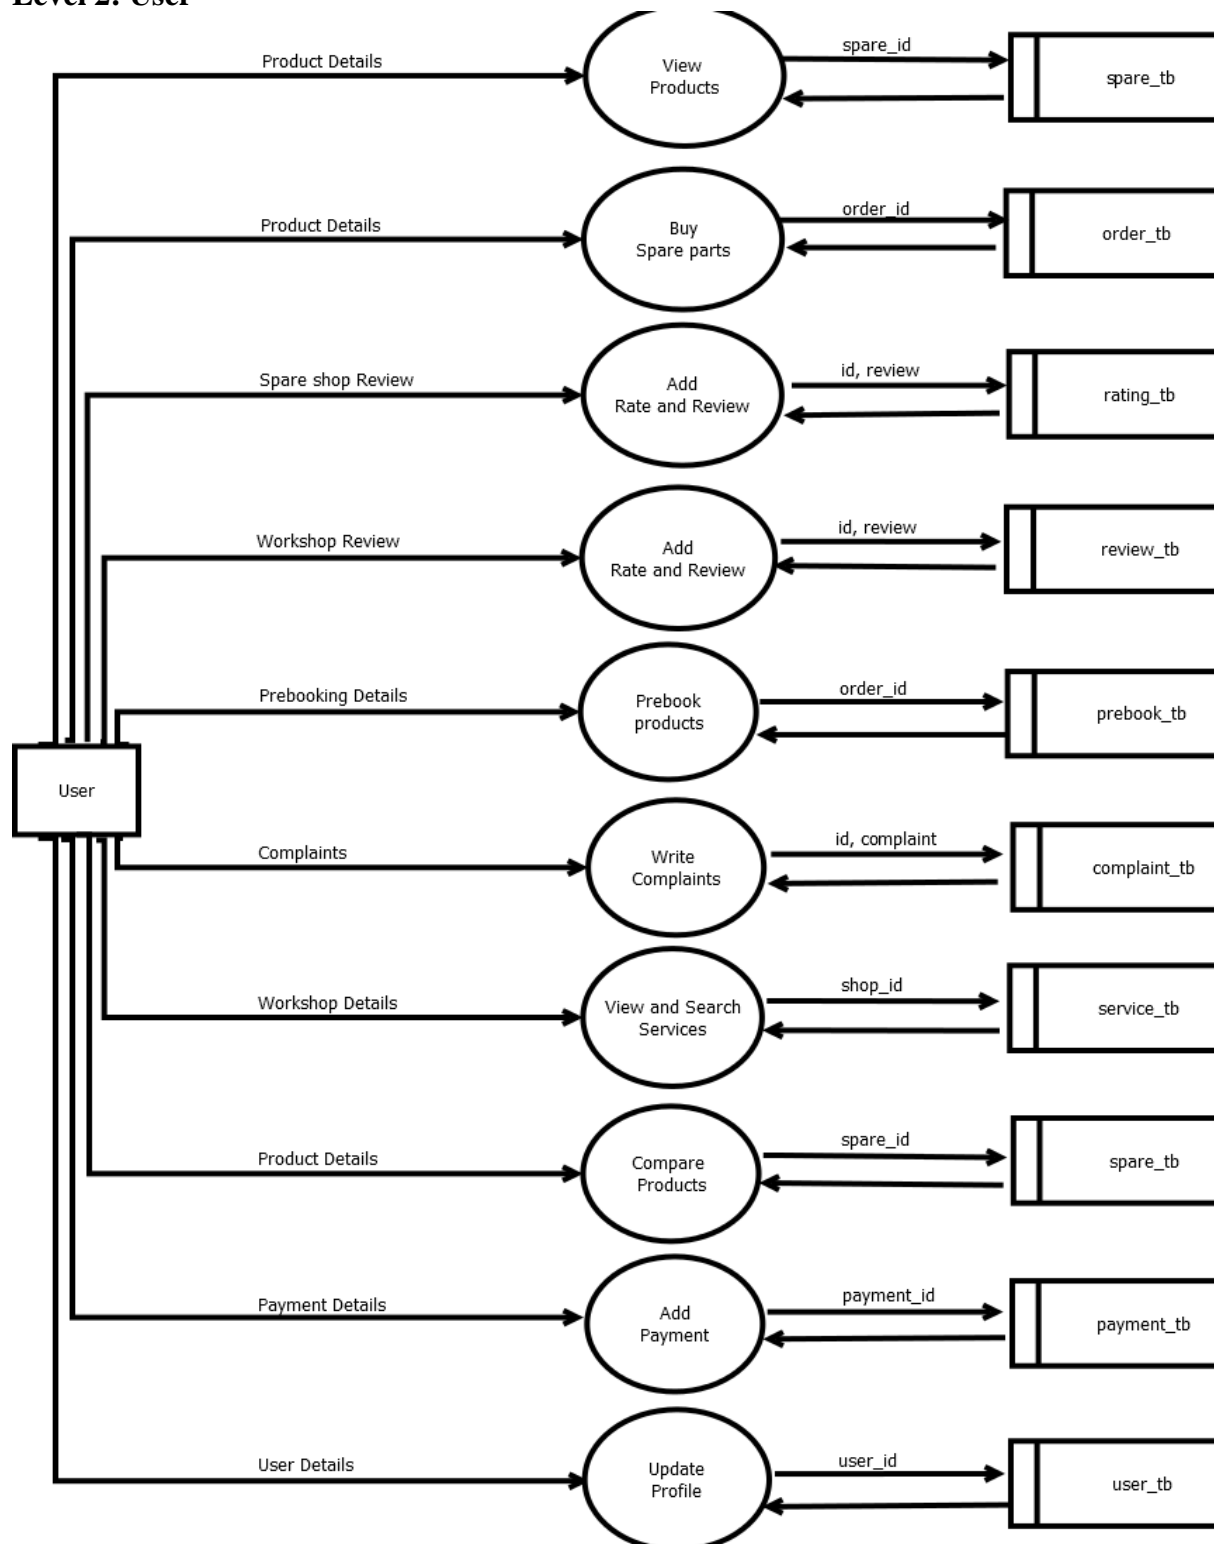 Level 2: User
Product Details
View
Products
spare_id
spare_tb
Product Details
Buy
Spare parts
order_id
order_tb
Spare shop Review
Add
Rate and Review
id, review
rating_tb
Workshop Review
Add
Rate and Review
id, review
review_tb
Prebooking Details
Prebook
products
order_id
prebook_tb
User
Complaints
Write
Complaints
id, complaint
complaint_tb
Workshop Details
View and Search
Services
shop_id
service_tb
Product Details
Compare
Products
spare_id
spare_tb
Payment Details
Add
Payment
payment_id
payment_tb
User Details
Update
Profile
user_id
user_tb